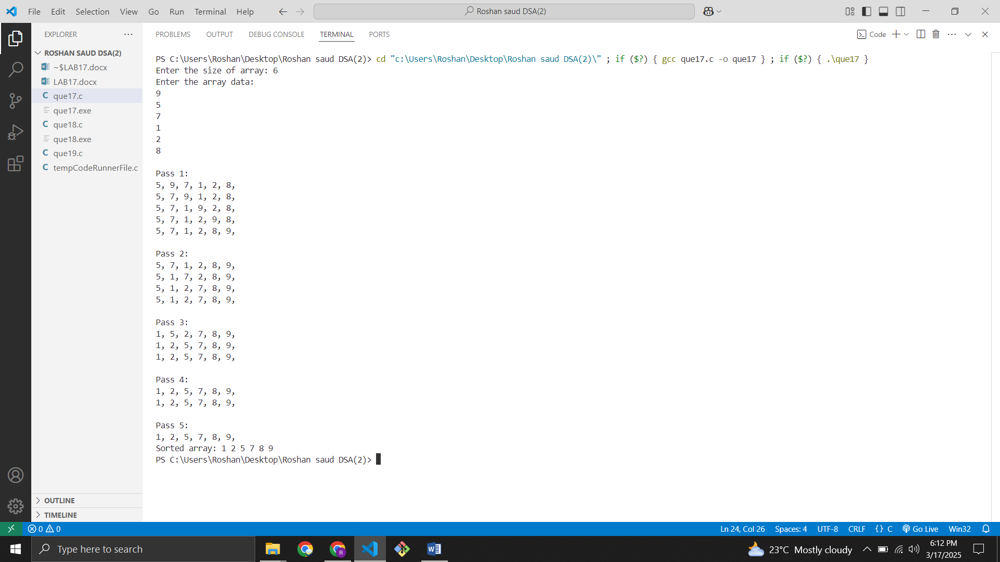 File Edit Selection View Go Run Terminal Help
Roshan saud DSA(2)
EXPLORER
ROSHAN SAUD DSA(2)
~$LAB17.docx
LAB17.docx
C que17.c
que17.exe
C que18.c
que18.exe
C que19.c
C tempCodeRunnerFile.c
OUTLINE
TIMELINE
PROBLEMS OUTPUT DEBUG CONSOLE TERMINAL PORTS
Code
PS C:\Users\Roshan\Desktop\Roshan saud DSA(2)> cd "c:\Users\Roshan\Desktop\Roshan saud DSA(2)\" ; if ($?) { gcc que17.c -o que17 } ; if ($?) { .\que17 }
Enter the size of array: 6
Enter the array data:
9
5
7
1
2
8
Pass 1:
5, 9, 7, 1, 2, 8,
5, 7, 9, 1, 2, 8,
5, 7, 1, 9, 2, 8,
5, 7, 1, 2, 9, 8,
5, 7, 1, 2, 8, 9,
Pass 2:
5, 7, 1, 2, 8, 9,
5, 1, 7, 2, 8, 9,
5, 1, 2, 7, 8, 9,
5, 1, 2, 7, 8, 9,
Pass 3:
1, 5, 2, 7, 8, 9,
1, 2, 5, 7, 8, 9,
1, 2, 5, 7, 8, 9,
Pass 4:
1, 2, 5, 7, 8, 9,
1, 2, 5, 7, 8, 9,
Pass 5:
1, 2, 5, 7, 8, 9,
Sorted array: 1 2 5 7 8 9
PS C:\Users\Roshan\Desktop\Roshan saud DSA(2)>
0 0
Ln 24, Col 26 Spaces: 4 UTF-8 CRLF {} C Go Live Win32
Type here to search
R
23°C Mostly cloudy
6:12 PM
3/17/2025